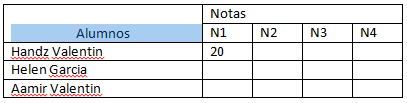 Notas
Alumnos N1 N2 N3 N4
Handz Valentin 20
Helen Garcia
Aamir Valentin